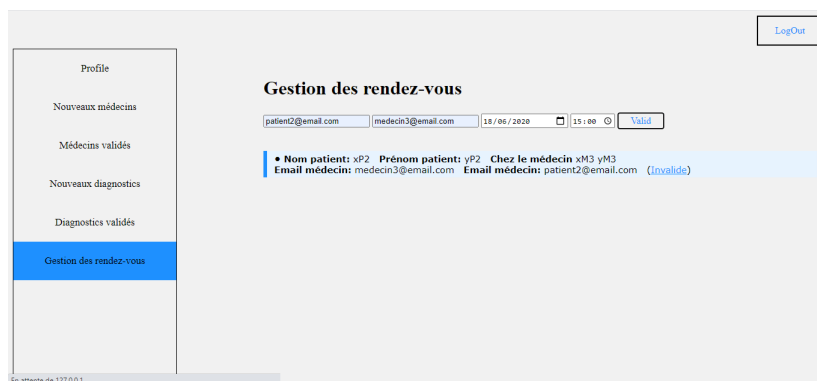 LogOut
Profile
Nouveaux médecins
Médecins validés
Nouveaux diagnostics
Diagnostics validés
Gestion des rendez-vous
Gestion des rendez-vous
patient2@email.com medecin3@email.com 18/06/2020 15:00 Valid
• Nom patient: xP2 Prénom patient: yP2 Chez le médecin xM3 yM3
Email médecin: medecin3@email.com Email médecin: patient2@email.com (Invalide)
En attente de 127.0.0.1